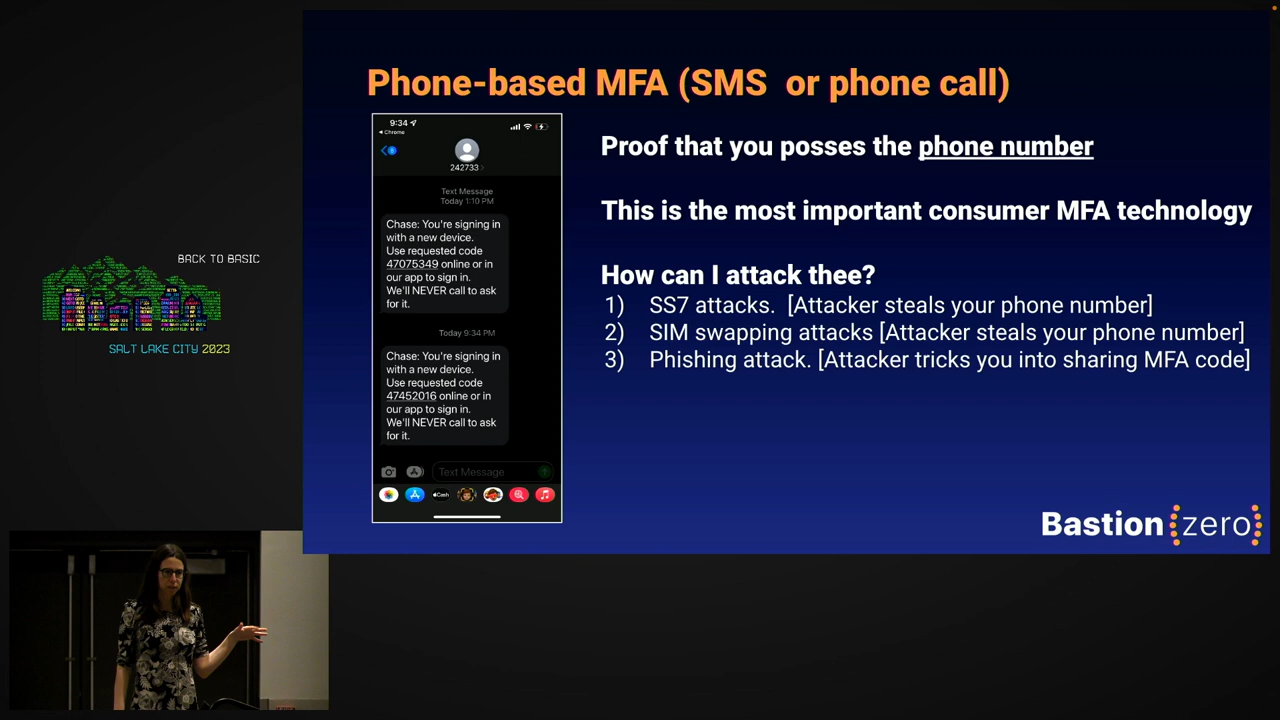 Phone-based MFA (SMS or phone call)
9:34
Chrome
8
242733
Text Message
Today 1:10 PM
Chase: You're signing in
with a new device.
Use requested code
47075349 online or in
our app to sign in.
We'll NEVER call to ask
for it.
Today 9:34 PM
Chase: You're signing in
with a new device.
Use requested code
47452016 online or in
our app to sign in.
We'll NEVER call to ask
for it.
Text Message
Cash
Proof that you posses the phone number
This is the most important consumer MFA technology
How can I attack thee?
1) SS7 attacks. [Attacker steals your phone number]
2) SIM swapping attacks [Attacker steals your phone number]
3) Phishing attack. [Attacker tricks you into sharing MFA code]
Bastion{zero}
BACK TO BASIC
SALT LAKE CITY 2023